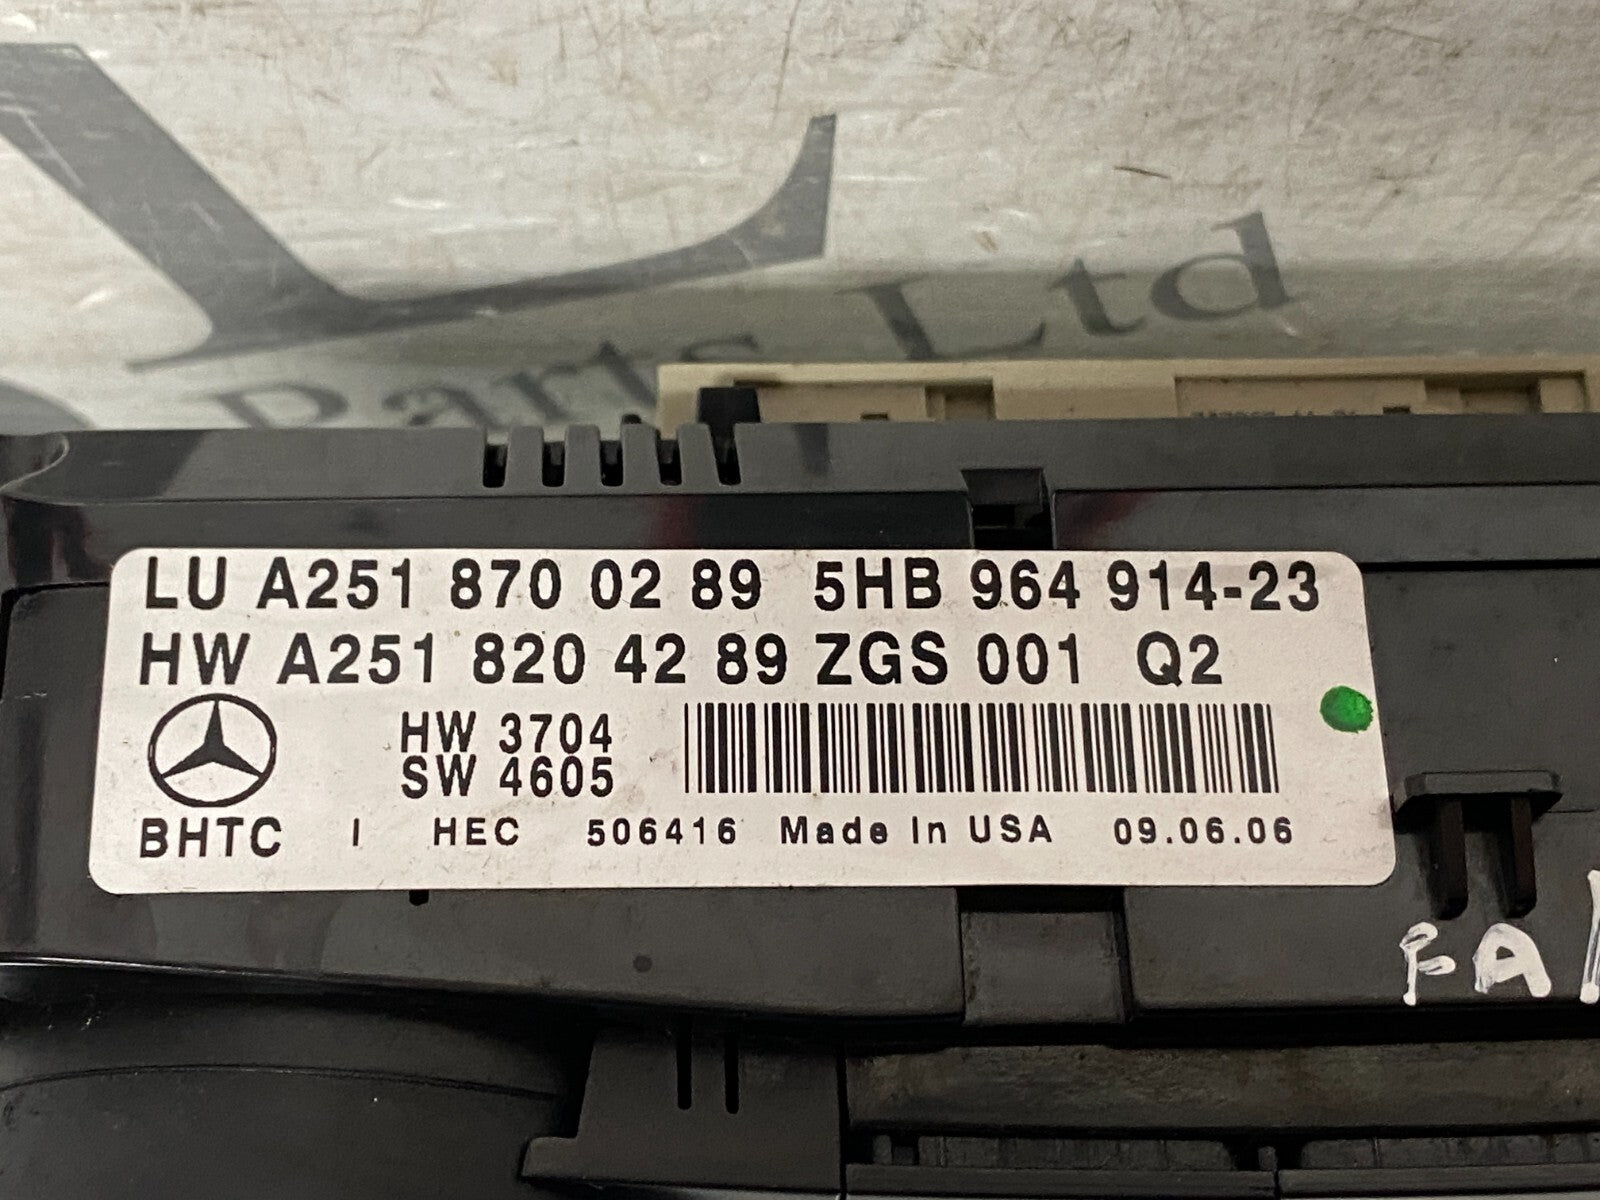 Parts Ltd
LU A251 870 02 89 5HB 964 914-23
HW A251 820 42 89 ZGS 001 Q2
HW 3704
SW 4605
BHTC I HEC 506416 Made In USA 09.06.06
FA